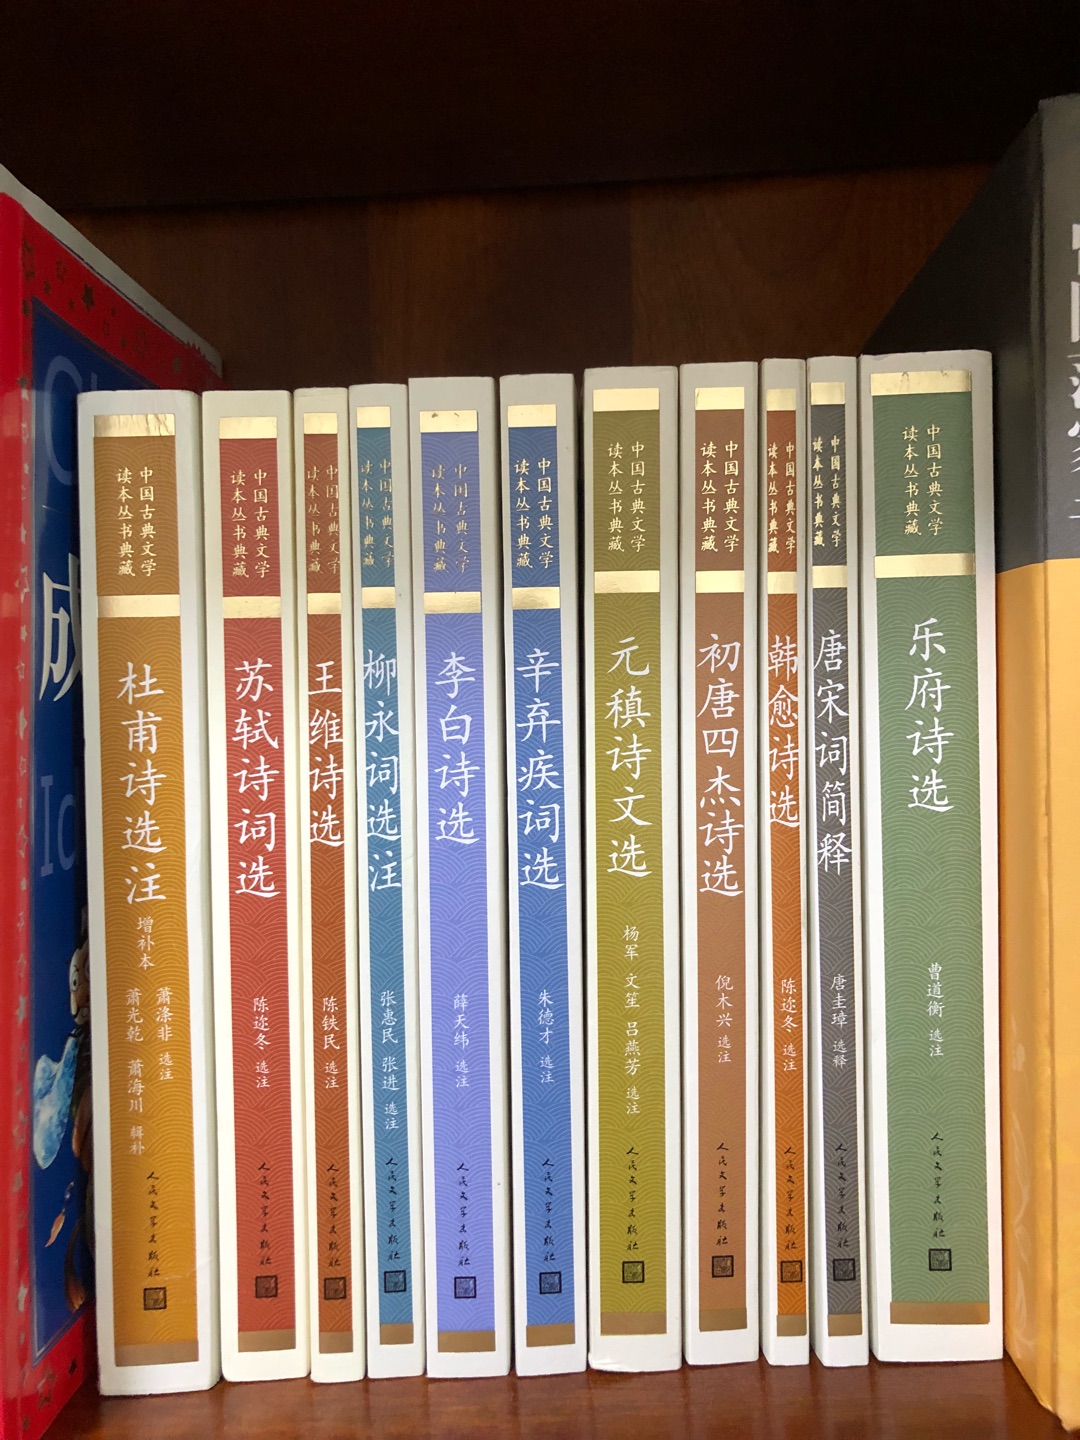 成
中国古典文学
读本丛书典藏
杜甫诗选注
增补本
萧涤非 选注
萧光乾 萧海川 辑补
人民文学出版社
中国古典文学
读本丛书典藏
苏轼诗词选
陈迩冬 选注
人民文学出版社
中国古典文学
读本丛书典藏
王维诗选
陈铁民 选注
人民文学出版社
中国古典文学
读本丛书典藏
柳永词选注
张惠民 张进 选注
人民文学出版社
中国古典文学
读本丛书典藏
李白诗选
薛天纬 选注
人民文学出版社
中国古典文学
读本丛书典藏
辛弃疾词选
朱德才 选注
人民文学出版社
中国古典文学
读本丛书典藏
元稹诗文选
杨军 文笙 吕燕芳 选注
人民文学出版社
中国古典文学
读本丛书典藏
初唐四杰诗选
倪木兴 选注
人民文学出版社
中国古典文学
读本丛书典藏
韩愈诗选
陈迩冬 选注
人民文学出版社
中国古典文学
读本丛书典藏
唐宋词简释
唐圭璋 选释
人民文学出版社
中国古典文学
读本丛书典藏
乐府诗选
曹道衡 选注
人民文学出版社